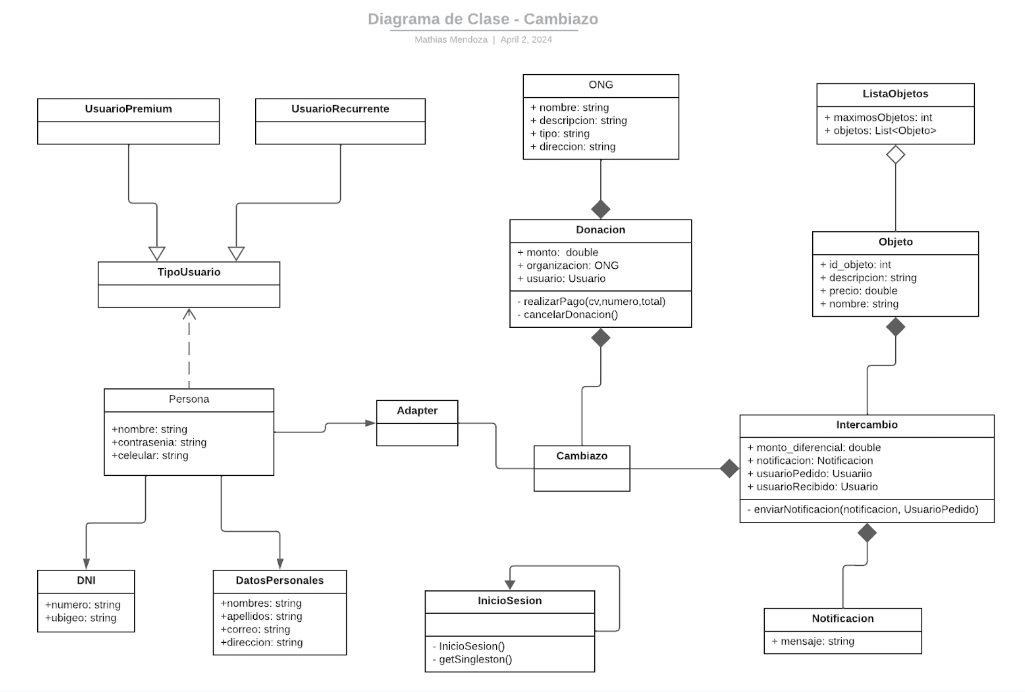 Diagrama de Clase - Cambiazo
Mathias Mendoza | April 2, 2024
UsuarioPremium
UsuarioRecurrente
TipoUsuario
Persona
+nombre: string
+contrasenia: string
+celeular: string
DNI
+numero: string
+ubigeo: string
DatosPersonales
+nombres: string
+apellidos: string
+correo: string
+direccion: string
Adapter
Cambiazo
ONG
+ nombre: string
+ descripcion: string
+ tipo: string
+ direccion: string
Donacion
+ monto: double
+ organizacion: ONG
+ usuario: Usuario
- realizarPago(cv,numero,total)
- cancelarDonacion()
InicioSesion
- InicioSesion()
- getSingleston()
ListaObjetos
+ maximosObjetos: int
+ objetos: List<Objeto>
Objeto
+ id_objeto: int
+ descripcion: string
+ precio: double
+ nombre: string
Intercambio
+ monto_diferencial: double
+ notificacion: Notificacion
+ usuarioPedido: Usuariio
+ usuarioRecibido: Usuario
- enviarNotificacion(notificacion, UsuarioPedido)
Notificacion
+ mensaje: string